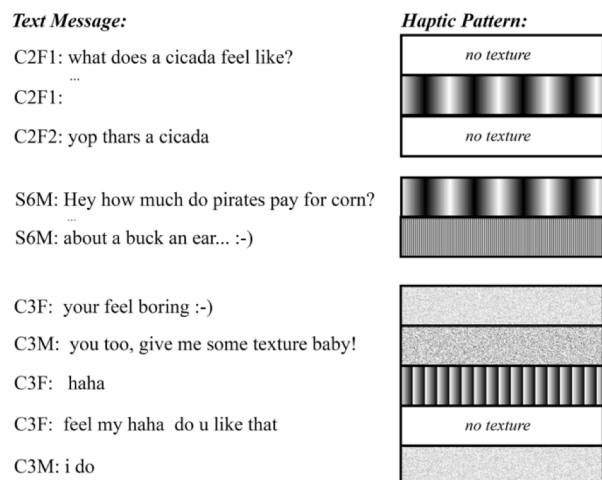 Text Message: Haptic Pattern:
C2F1: what does a cicada feel like? no texture
...
C2F1:
C2F2: yop thars a cicada no texture
S6M: Hey how much do pirates pay for corn?
...
S6M: about a buck an ear... :-)
C3F: your feel boring :-)
C3M: you too, give me some texture baby!
C3F: haha
C3F: feel my haha do u like that no texture
C3M: i do